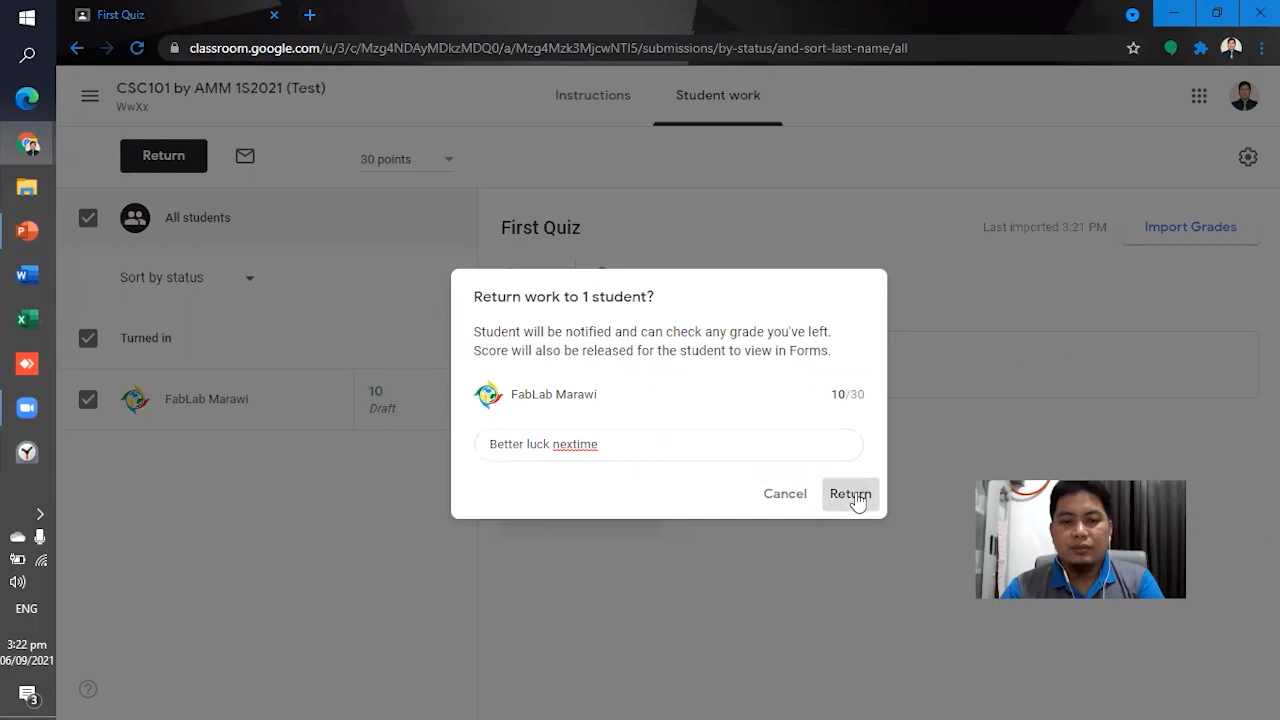 First Quiz
classroom.google.com/u/3/c/Mzg4NDAyMDkzMDQ0/a/Mzg4Mzk3MjcwNTI5/submissions/by-status/and-sort-last-name/all
CSC101 by AMM 1S2021 (Test)
WwXx
Instructions
Student work
Return
30 points
All students
First Quiz
Last imported 3:21 PM
Import Grades
Sort by status
Turned in
FabLab Marawi
10
Draft
Return work to 1 student?
Student will be notified and can check any grade you've left.
Score will also be released for the student to view in Forms.
FabLab Marawi
10/30
Better luck nextime
Cancel
Return
ENG
3:22 pm
06/09/2021
3